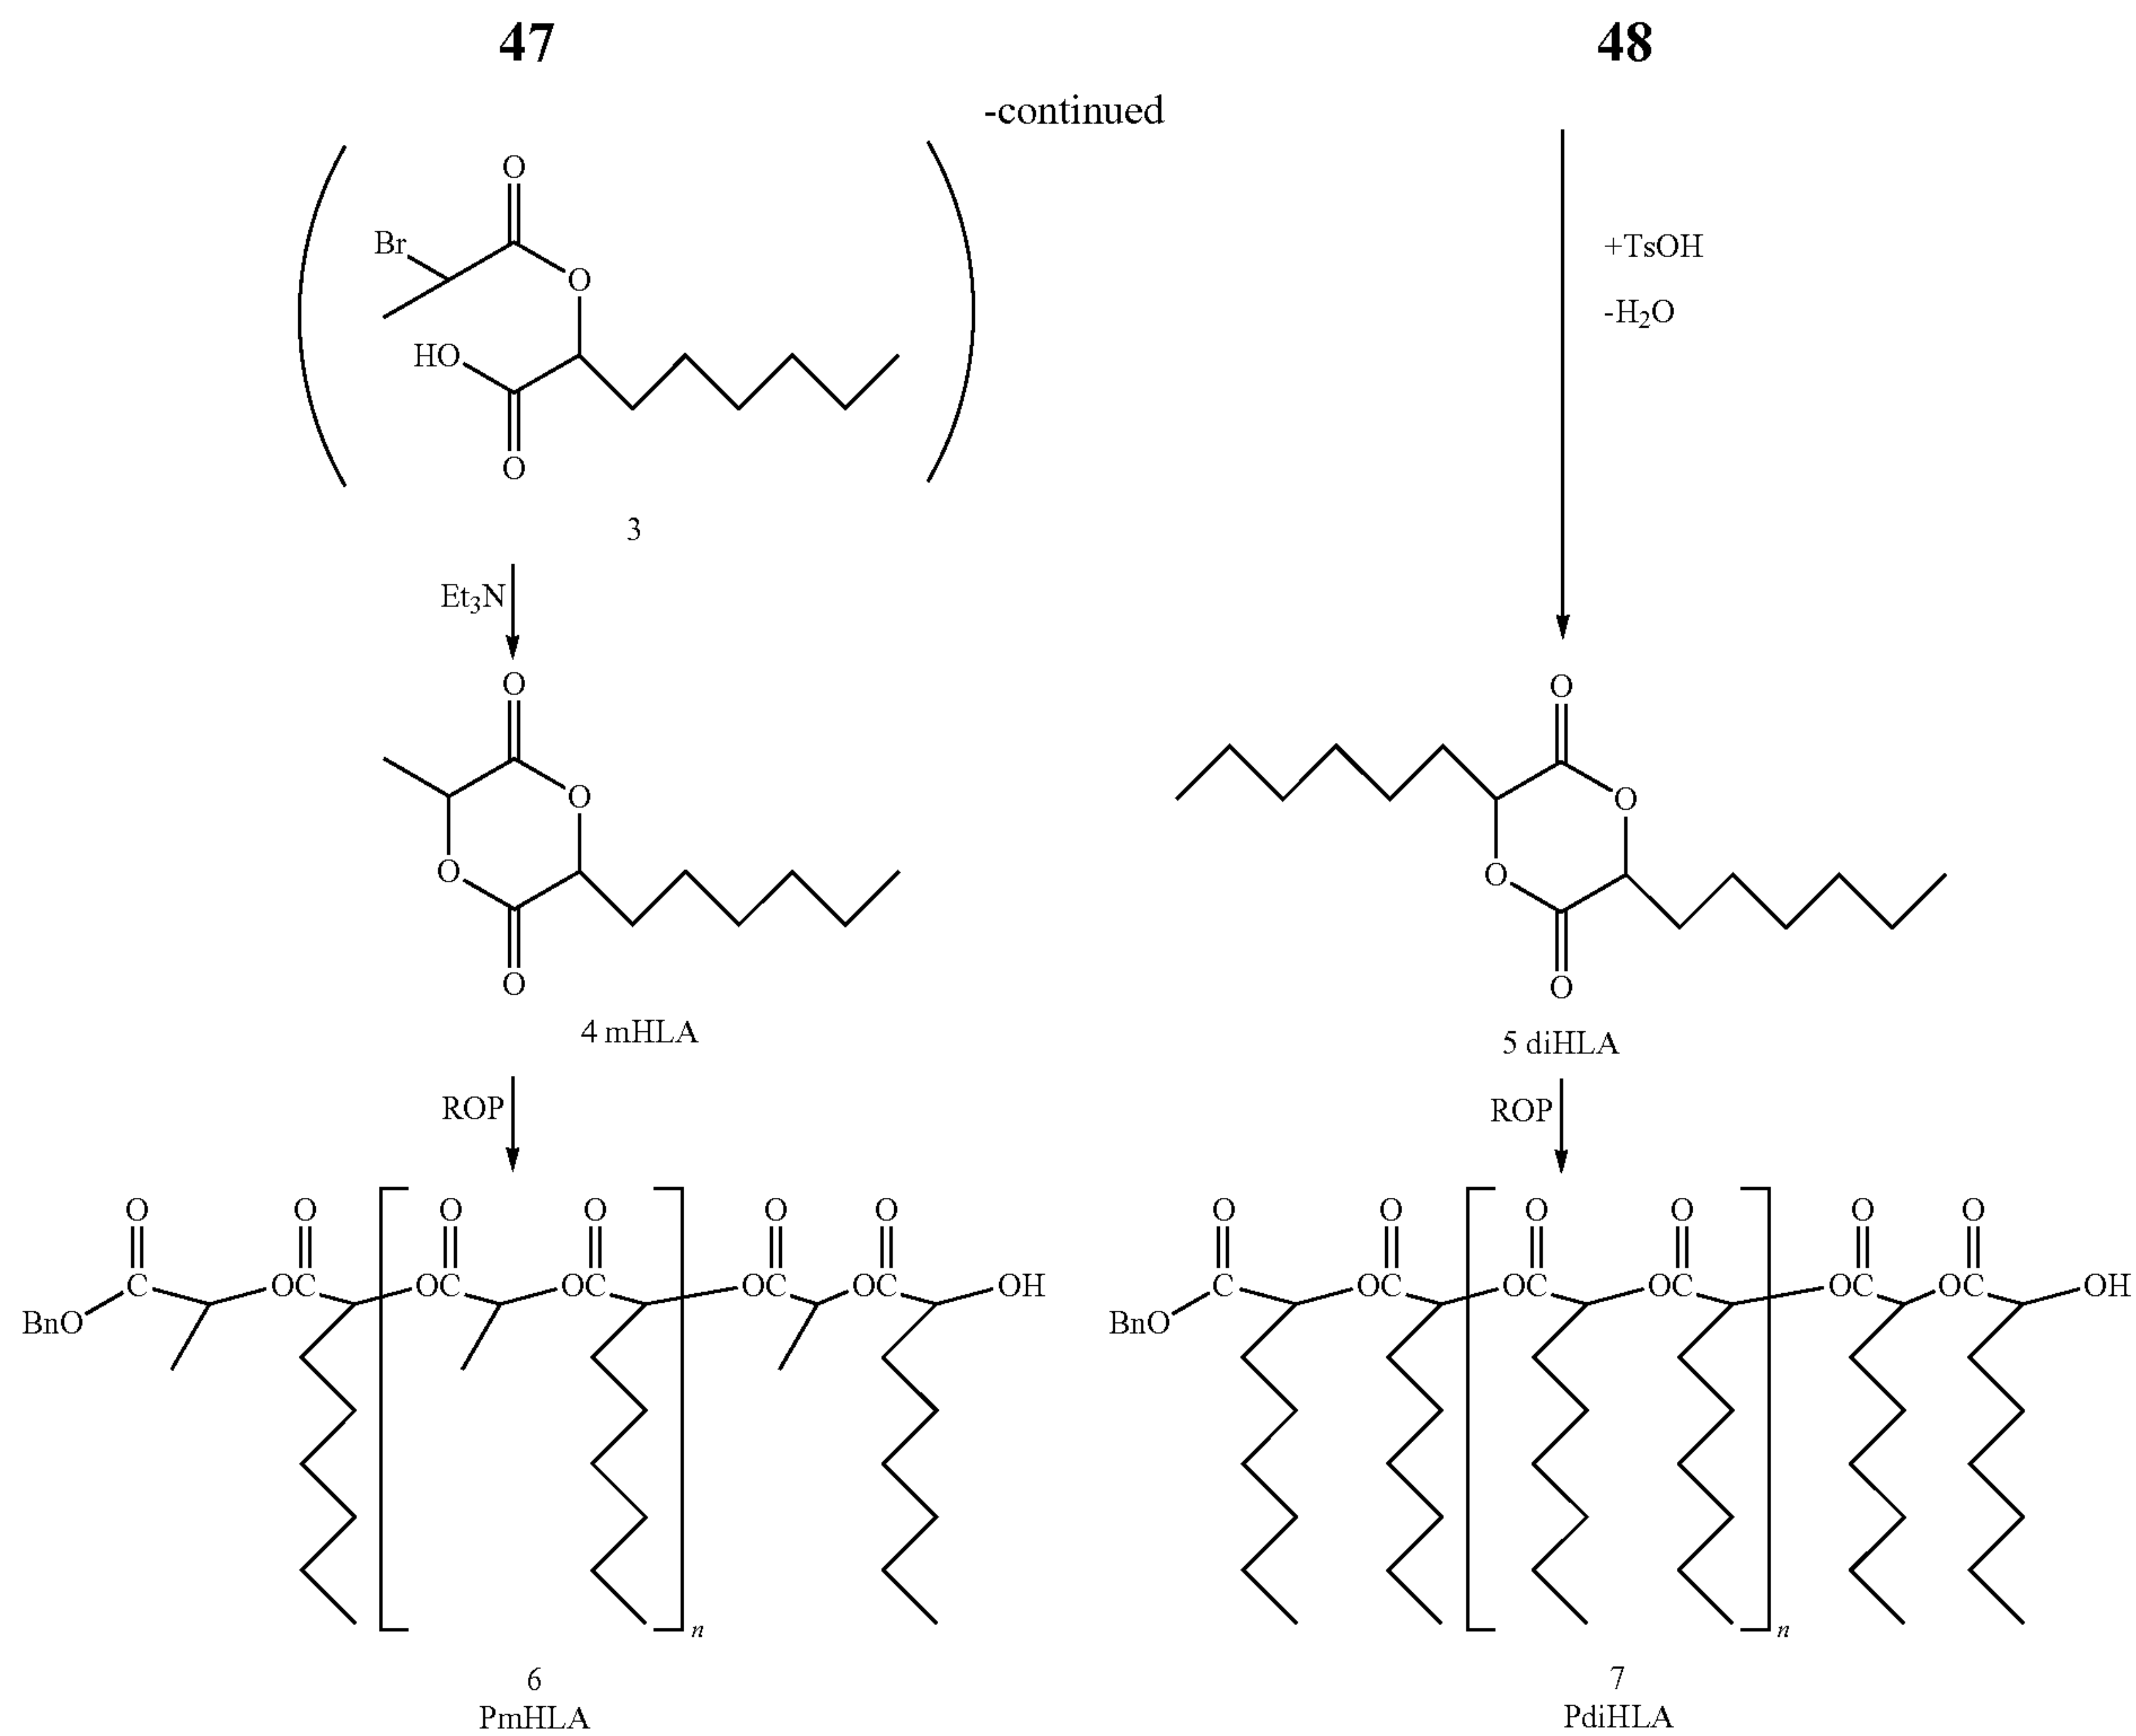 47
48
-continued
O
Br
O
HO
O
3
+TsOH
-H₂O
Et₃N
O
O
O
O
4 mHLA
O
O
O
O
5 diHLA
ROP
ROP
O O O O O O
C OC OC OC OC OC OH
BnO
n
6
PmHLA
O O O O O O
C OC OC OC OC OC OH
BnO
n
7
PdiHLA